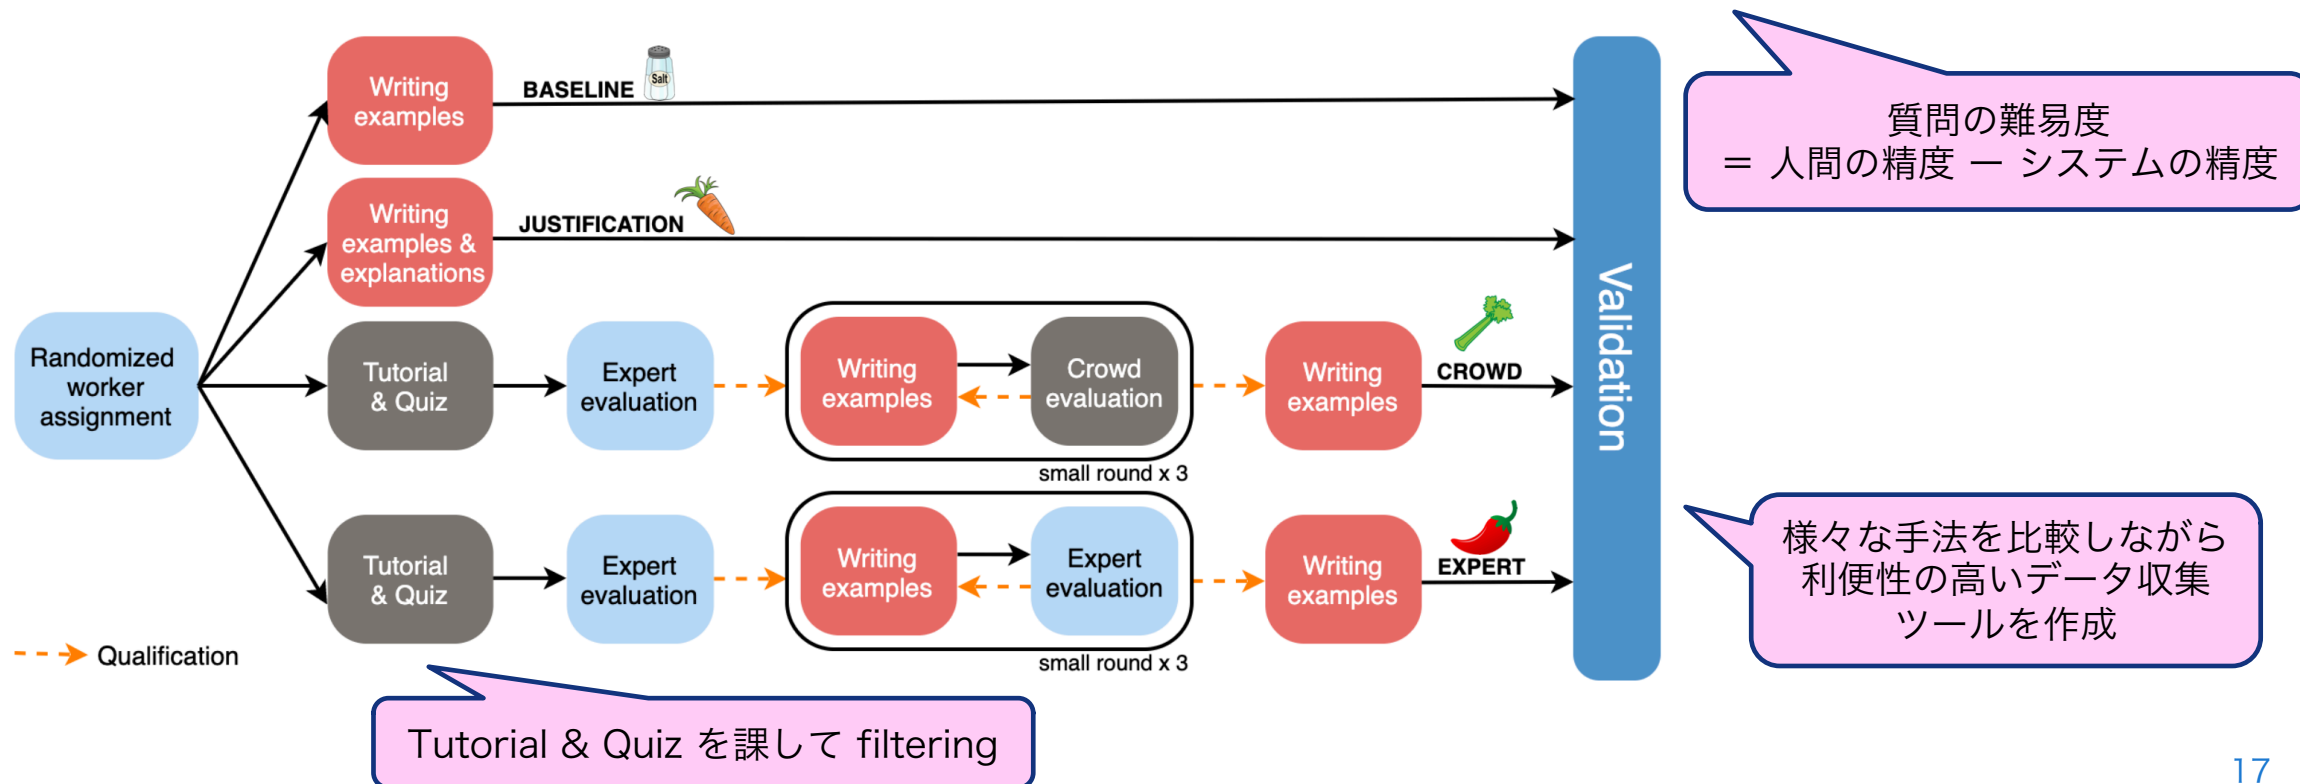 Writing
examples
BASELINE
Salt
Writing
examples &
explanations
JUSTIFICATION
Randomized
worker
assignment
Tutorial
& Quiz
Expert
evaluation
Writing
examples
Crowd
evaluation
small round x 3
Writing
examples
CROWD
Tutorial
& Quiz
Expert
evaluation
Writing
examples
Expert
evaluation
small round x 3
Writing
examples
EXPERT
Validation
Qualification
質問の難易度
＝ 人間の精度 ー システムの精度
様々な手法を比較しながら
利便性の高いデータ収集
ツールを作成
Tutorial & Quiz を課して filtering
17